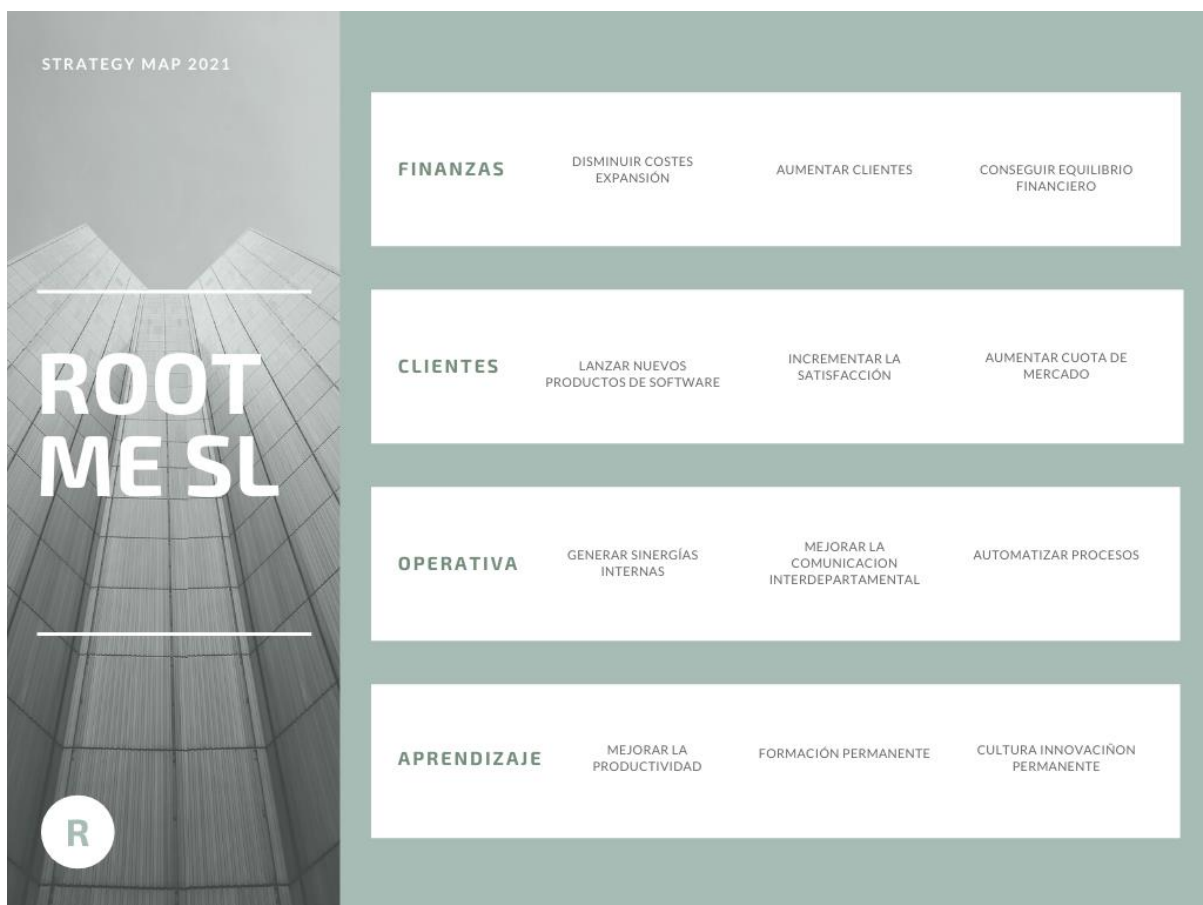 STRATEGY MAP 2021
ROOT
ME SL
R
FINANZAS
DISMINUIR COSTES
EXPANSIÓN
AUMENTAR CLIENTES
CONSEGUIR EQUILIBRIO
FINANCIERO
CLIENTES
LANZAR NUEVOS
PRODUCTOS DE SOFTWARE
INCREMENTAR LA
SATISFACCIÓN
AUMENTAR CUOTA DE
MERCADO
OPERATIVA
GENERAR SINERGÍAS
INTERNAS
MEJORAR LA
COMUNICACION
INTERDEPARTAMENTAL
AUTOMATIZAR PROCESOS
APRENDIZAJE
MEJORAR LA
PRODUCTIVIDAD
FORMACIÓN PERMANENTE
CULTURA INNOVACIÑON
PERMANENTE